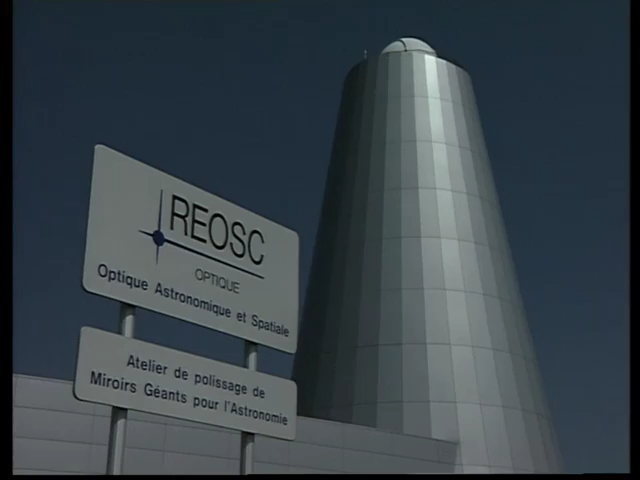 REOSC
OPTIQUE
Optique Astronomique et Spatiale
Atelier de polissage de
Miroirs Géants pour l'Astronomie